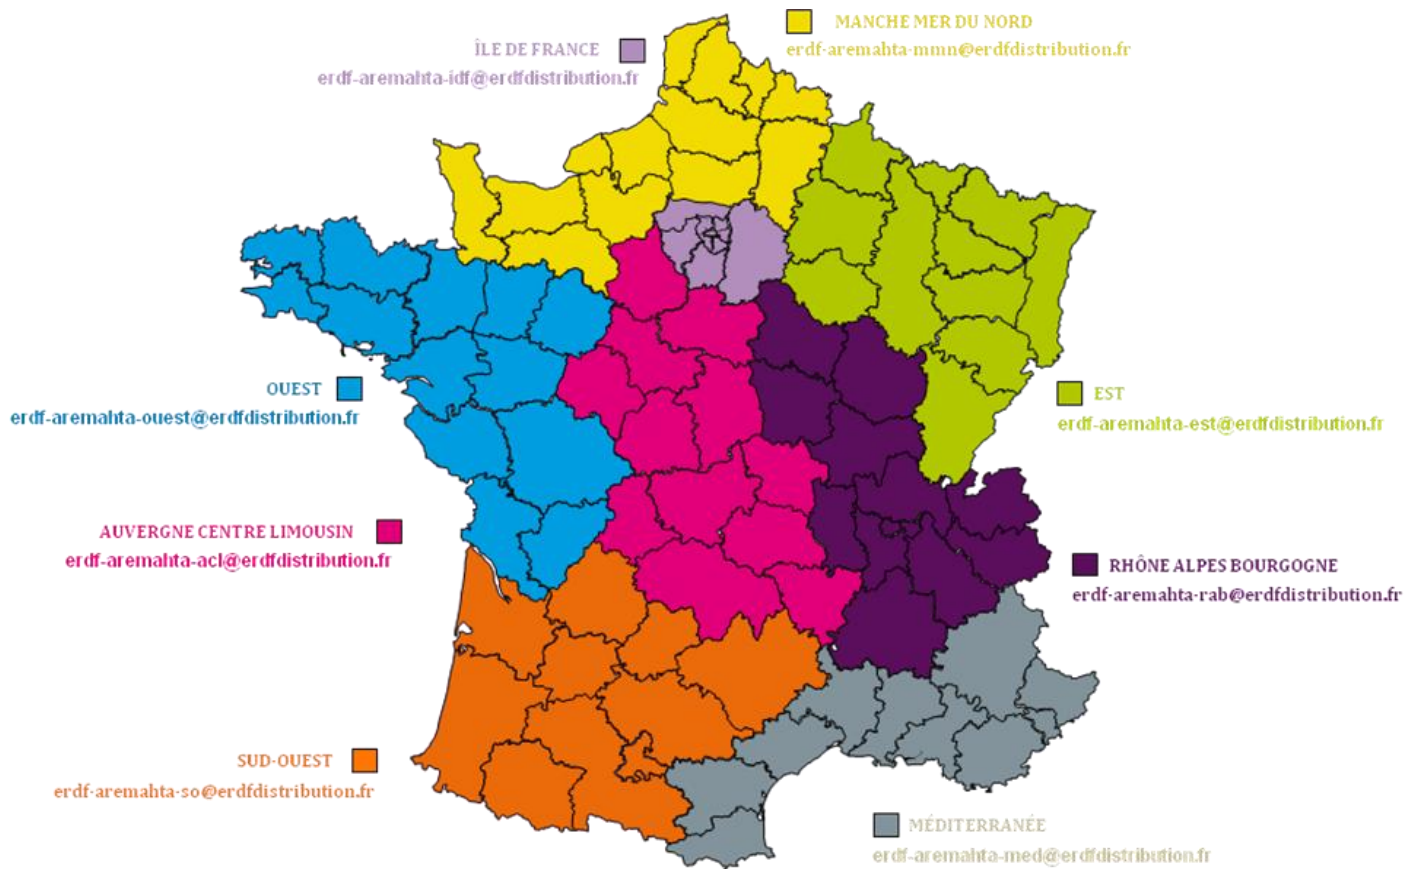 MANCHE MER DU NORD
erdf-aremahta-mmn@erdfdistribution.fr
ÎLE DE FRANCE
erdf-aremahta-idf@erdfdistribution.fr
OUEST
erdf-aremahta-ouest@erdfdistribution.fr
EST
erdf-aremahta-est@erdfdistribution.fr
AUVERGNE CENTRE LIMOUSIN
erdf-aremahta-acl@erdfdistribution.fr
RHÔNE ALPES BOURGOGNE
erdf-aremahta-rab@erdfdistribution.fr
SUD-OUEST
erdf-aremahta-so@erdfdistribution.fr
MÉDITERRANÉE
erdf-aremahta-med@erdfdistribution.fr